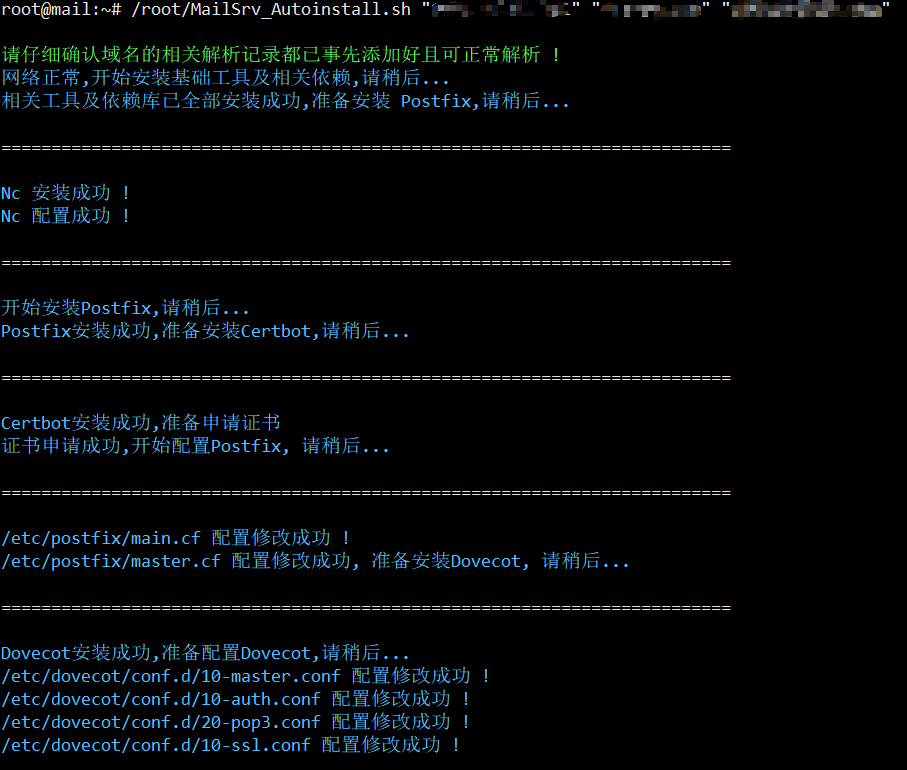 root@mail:~# /root/MailSrv_Autoinstall.sh " " " " " "
请仔细确认域名的相关解析记录都已事先添加好且可正常解析 !
网络正常,开始安装基础工具及相关依赖,请稍后...
相关工具及依赖库已全部安装成功,准备安装 Postfix,请稍后...
=========================================================================
Nc 安装成功 !
Nc 配置成功 !
=========================================================================
开始安装Postfix,请稍后...
Postfix安装成功,准备安装Certbot,请稍后...
=========================================================================
Certbot安装成功,准备申请证书
证书申请成功,开始配置Postfix, 请稍后...
=========================================================================
/etc/postfix/main.cf 配置修改成功 !
/etc/postfix/master.cf 配置修改成功, 准备安装Dovecot, 请稍后...
=========================================================================
Dovecot安装成功,准备配置Dovecot,请稍后...
/etc/dovecot/conf.d/10-master.conf 配置修改成功 !
/etc/dovecot/conf.d/10-auth.conf 配置修改成功 !
/etc/dovecot/conf.d/20-pop3.conf 配置修改成功 !
/etc/dovecot/conf.d/10-ssl.conf 配置修改成功 !